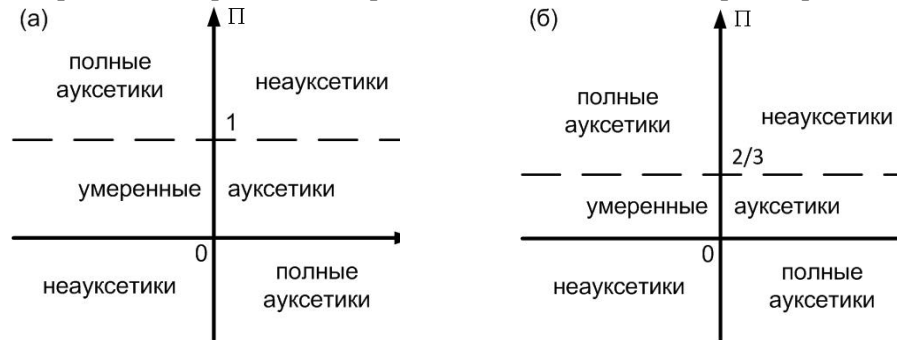 (а)
П
полные
ауксетики
неауксетики
1
умеренные
ауксетики
0
неауксетики
полные
ауксетики
(б)
П
полные
ауксетики
неауксетики
2/3
умеренные
ауксетики
0
неауксетики
полные
ауксетики